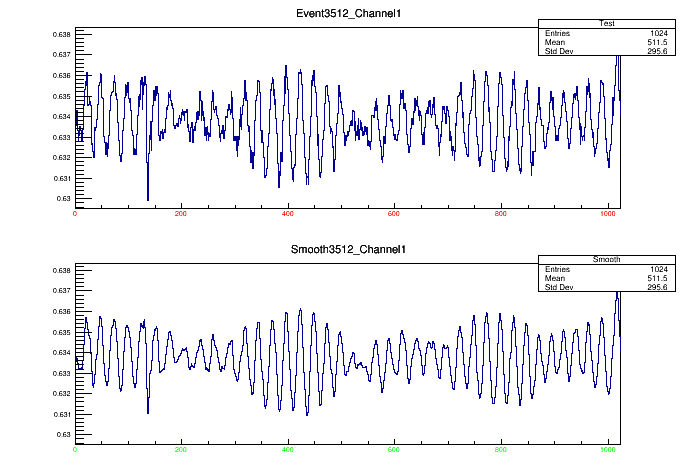 Event3512_Channel1
Test
Entries 1024
Mean 511.5
Std Dev 295.6
0.638
0.637
0.636
0.635
0.634
0.633
0.632
0.631
0.63
0 200 400 600 800 1000
Smooth3512_Channel1
Smooth
Entries 1024
Mean 511.5
Std Dev 295.6
0.638
0.637
0.636
0.635
0.634
0.633
0.632
0.631
0.63
0 200 400 600 800 1000